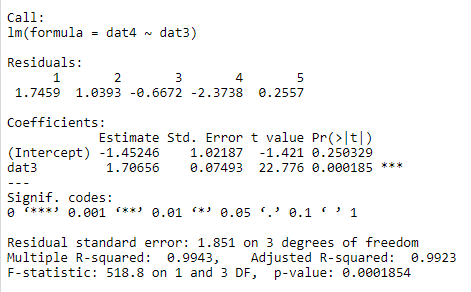 Call:
lm(formula = dat4 ~ dat3)
Residuals:
1 2 3 4 5
1.7459 1.0393 -0.6672 -2.3738 0.2557
Coefficients:
Estimate Std. Error t value Pr(>|t|)
(Intercept) -1.45246 1.02187 -1.421 0.250329
dat3 1.70656 0.07493 22.776 0.000185 ***
---
Signif. codes:
0 ‘***’ 0.001 ‘**’ 0.01 ‘*’ 0.05 ‘.’ 0.1 ‘ ’ 1
Residual standard error: 1.851 on 3 degrees of freedom
Multiple R-squared: 0.9943, Adjusted R-squared: 0.9923
F-statistic: 518.8 on 1 and 3 DF, p-value: 0.0001854